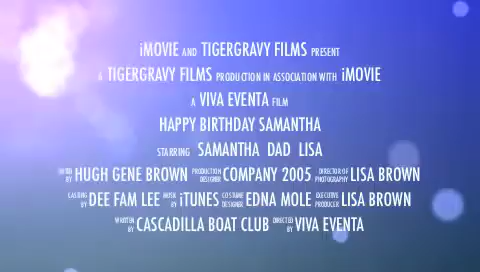 iMOVIE AND TIGERGRAVY FILMS PRESENT
A TIGERGRAVY FILMS PRODUCTION IN ASSOCIATION WITH iMOVIE
A VIVA EVENTA FILM
HAPPY BIRTHDAY SAMANTHA
STARRING SAMANTHA DAD LISA
EDITED BY HUGH GENE BROWN PRODUCTION DESIGNER COMPANY 2005 DIRECTOR OF PHOTOGRAPHY LISA BROWN
CASTING BY DEE FAM LEE MUSIC BY iTUNES COSTUME DESIGNER EDNA MOLE EXECUTIVE PRODUCER LISA BROWN
WRITTEN BY CASCADILLA BOAT CLUB DIRECTED BY VIVA EVENTA